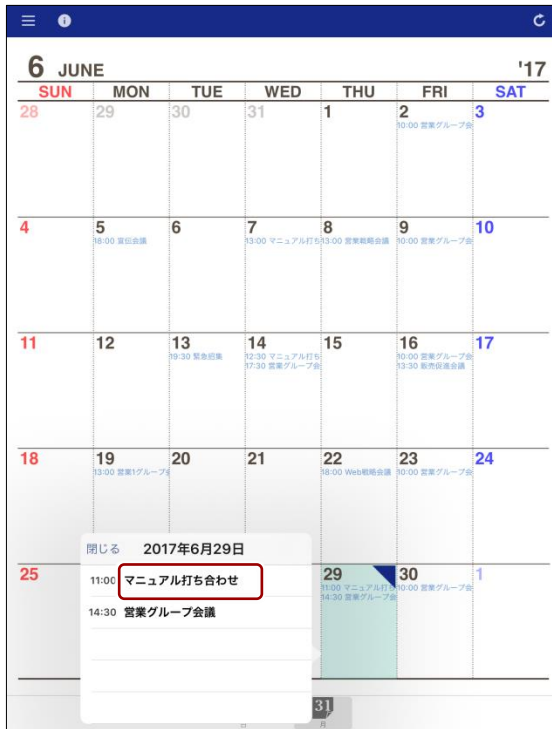 6 JUNE '17
SUN MON TUE WED THU FRI SAT
28 29 30 31 1 2 3
10:00 営業グループ会
4 5 6 7 8 9 10
18:00 宣伝会議 13:00 マニュアル打ち 13:00 営業戦略会議 10:00 営業グループ会
11 12 13 14 15 16 17
19:30 緊急招集 12:30 マニュアル打ち 10:00 営業グループ会
17:30 営業グループ会 13:30 販売促進会議
18 19 20 21 22 23 24
13:00 営業1グループ 18:00 Web戦略会議 10:00 営業グループ会
閉じる 2017年6月29日
25 29 30 1
11:00 マニュアル打ち 10:00 営業グループ会
14:30 営業グループ会
11:00 マニュアル打ち合わせ
14:30 営業グループ会議
31
日 月